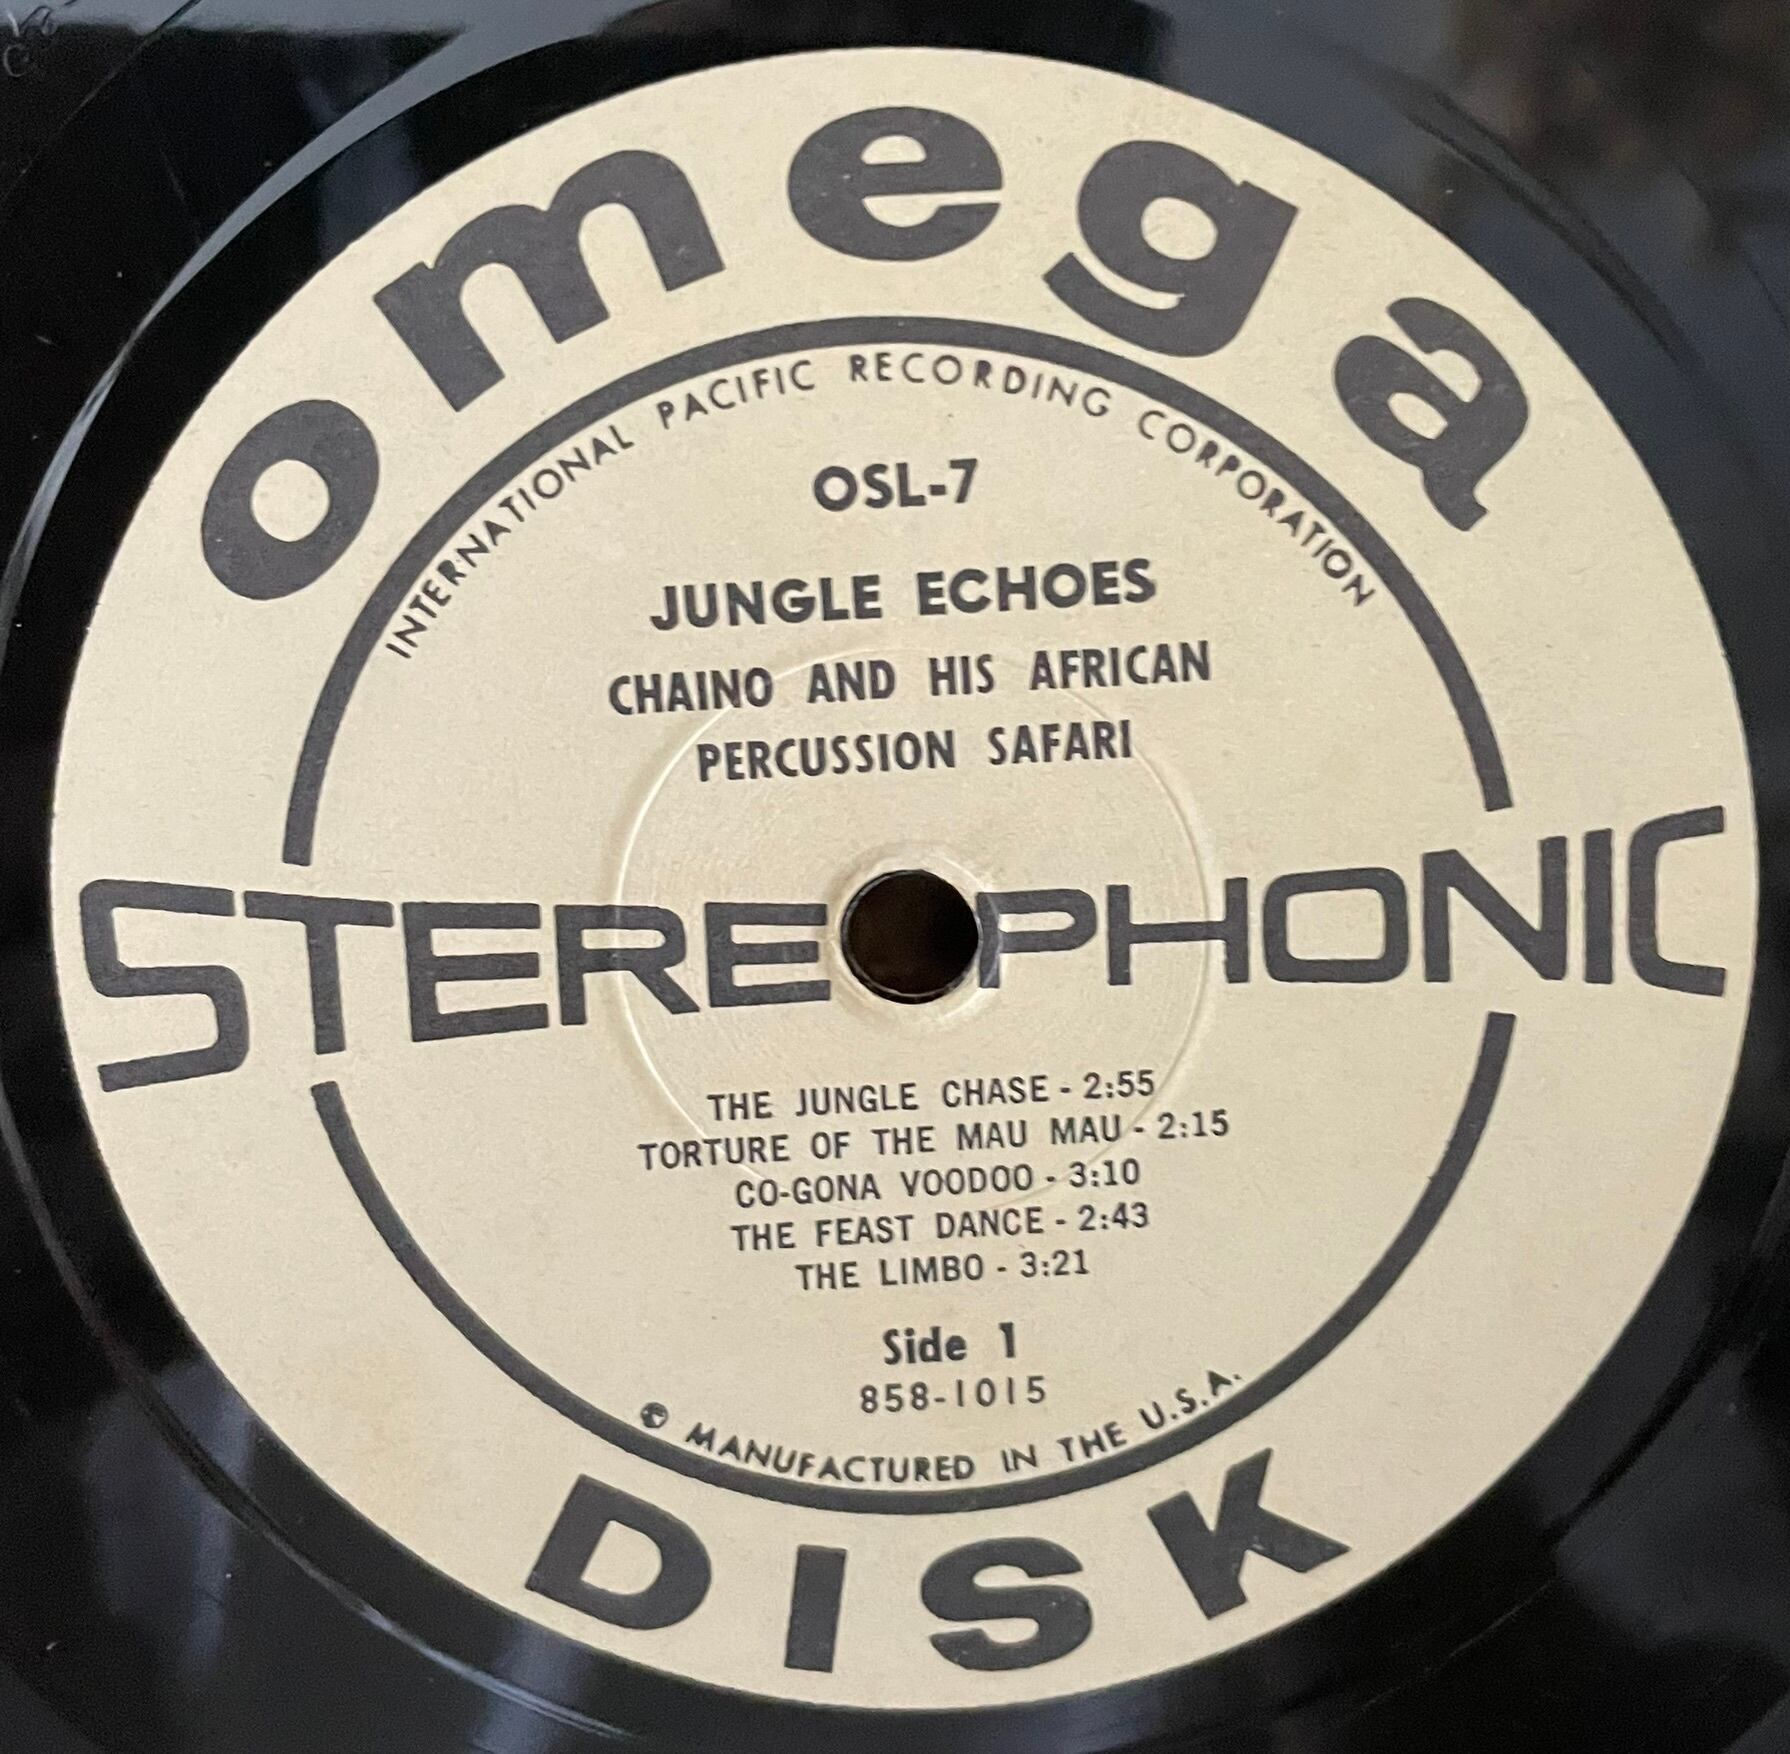 omega
INTERNATIONAL PACIFIC RECORDING CORPORATION
OSL-7
JUNGLE ECHOES
CHAINO AND HIS AFRICAN
PERCUSSION SAFARI
STERE PHONIC
THE JUNGLE CHASE - 2:55
TORTURE OF THE MAU MAU - 2:15
CO-GONA VOODOO - 3:10
THE FEAST DANCE - 2:43
THE LIMBO - 3:21
Side 1
858-1015
MANUFACTURED IN THE U.S.A.
DISK